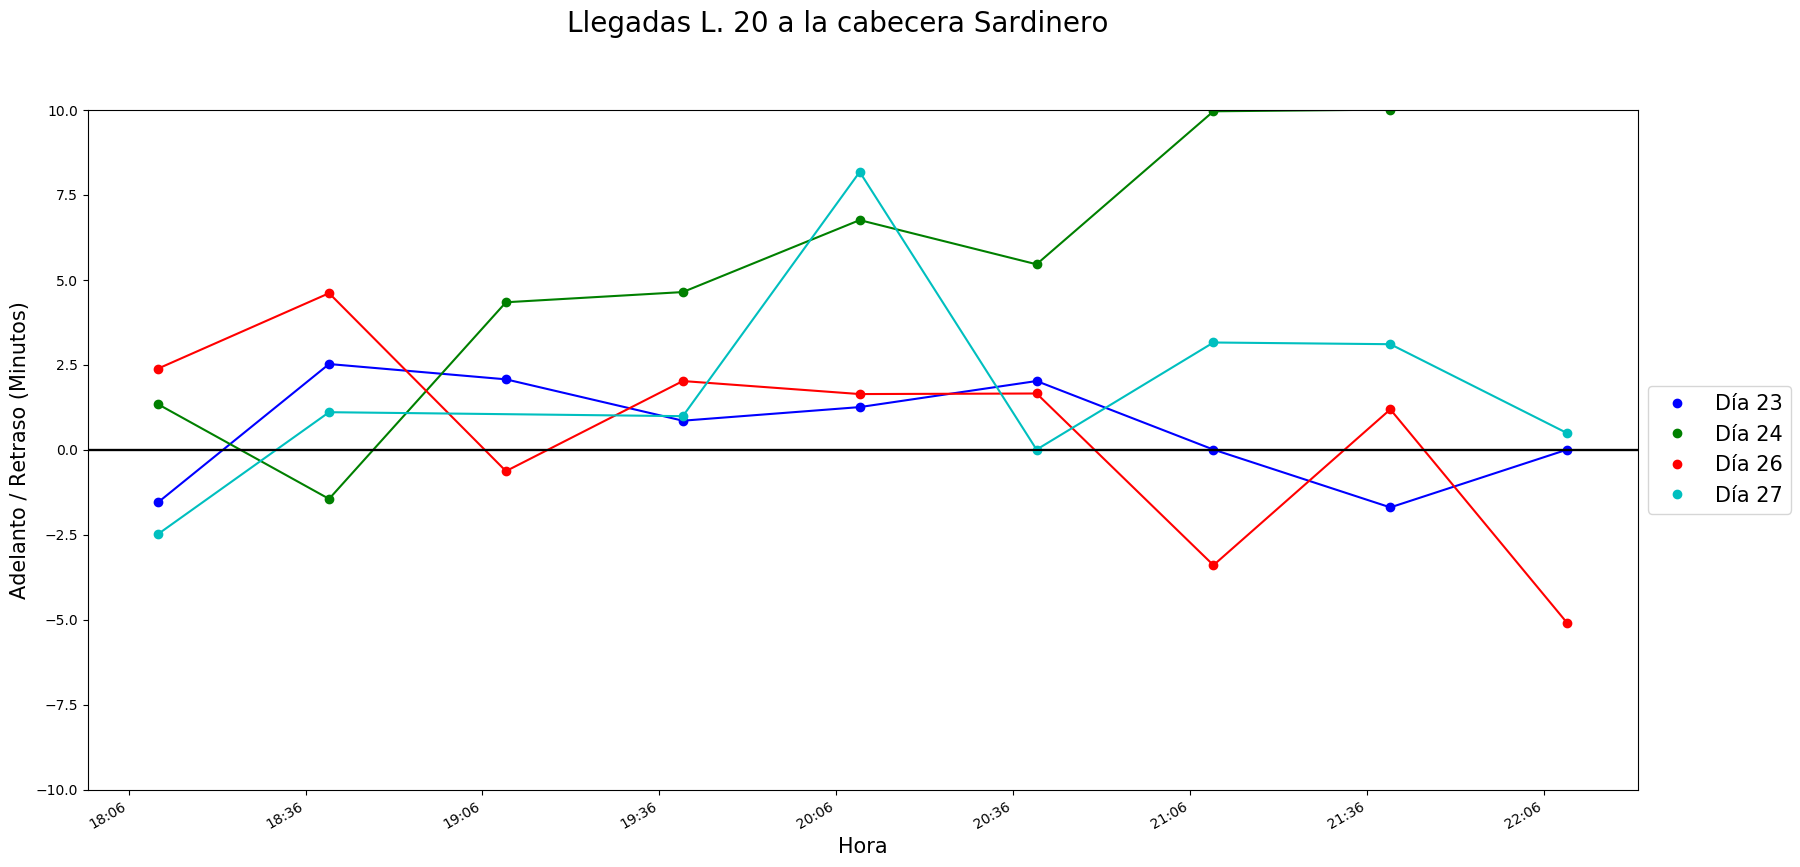 Llegadas L. 20 a la cabecera Sardinero
Adelanto / Retraso (Minutos)
10.0
7.5
5.0
2.5
0.0
−2.5
−5.0
−7.5
−10.0
18:06 18:36 19:06 19:36 20:06 20:36 21:06 21:36 22:06
Hora
Día 23
Día 24
Día 26
Día 27